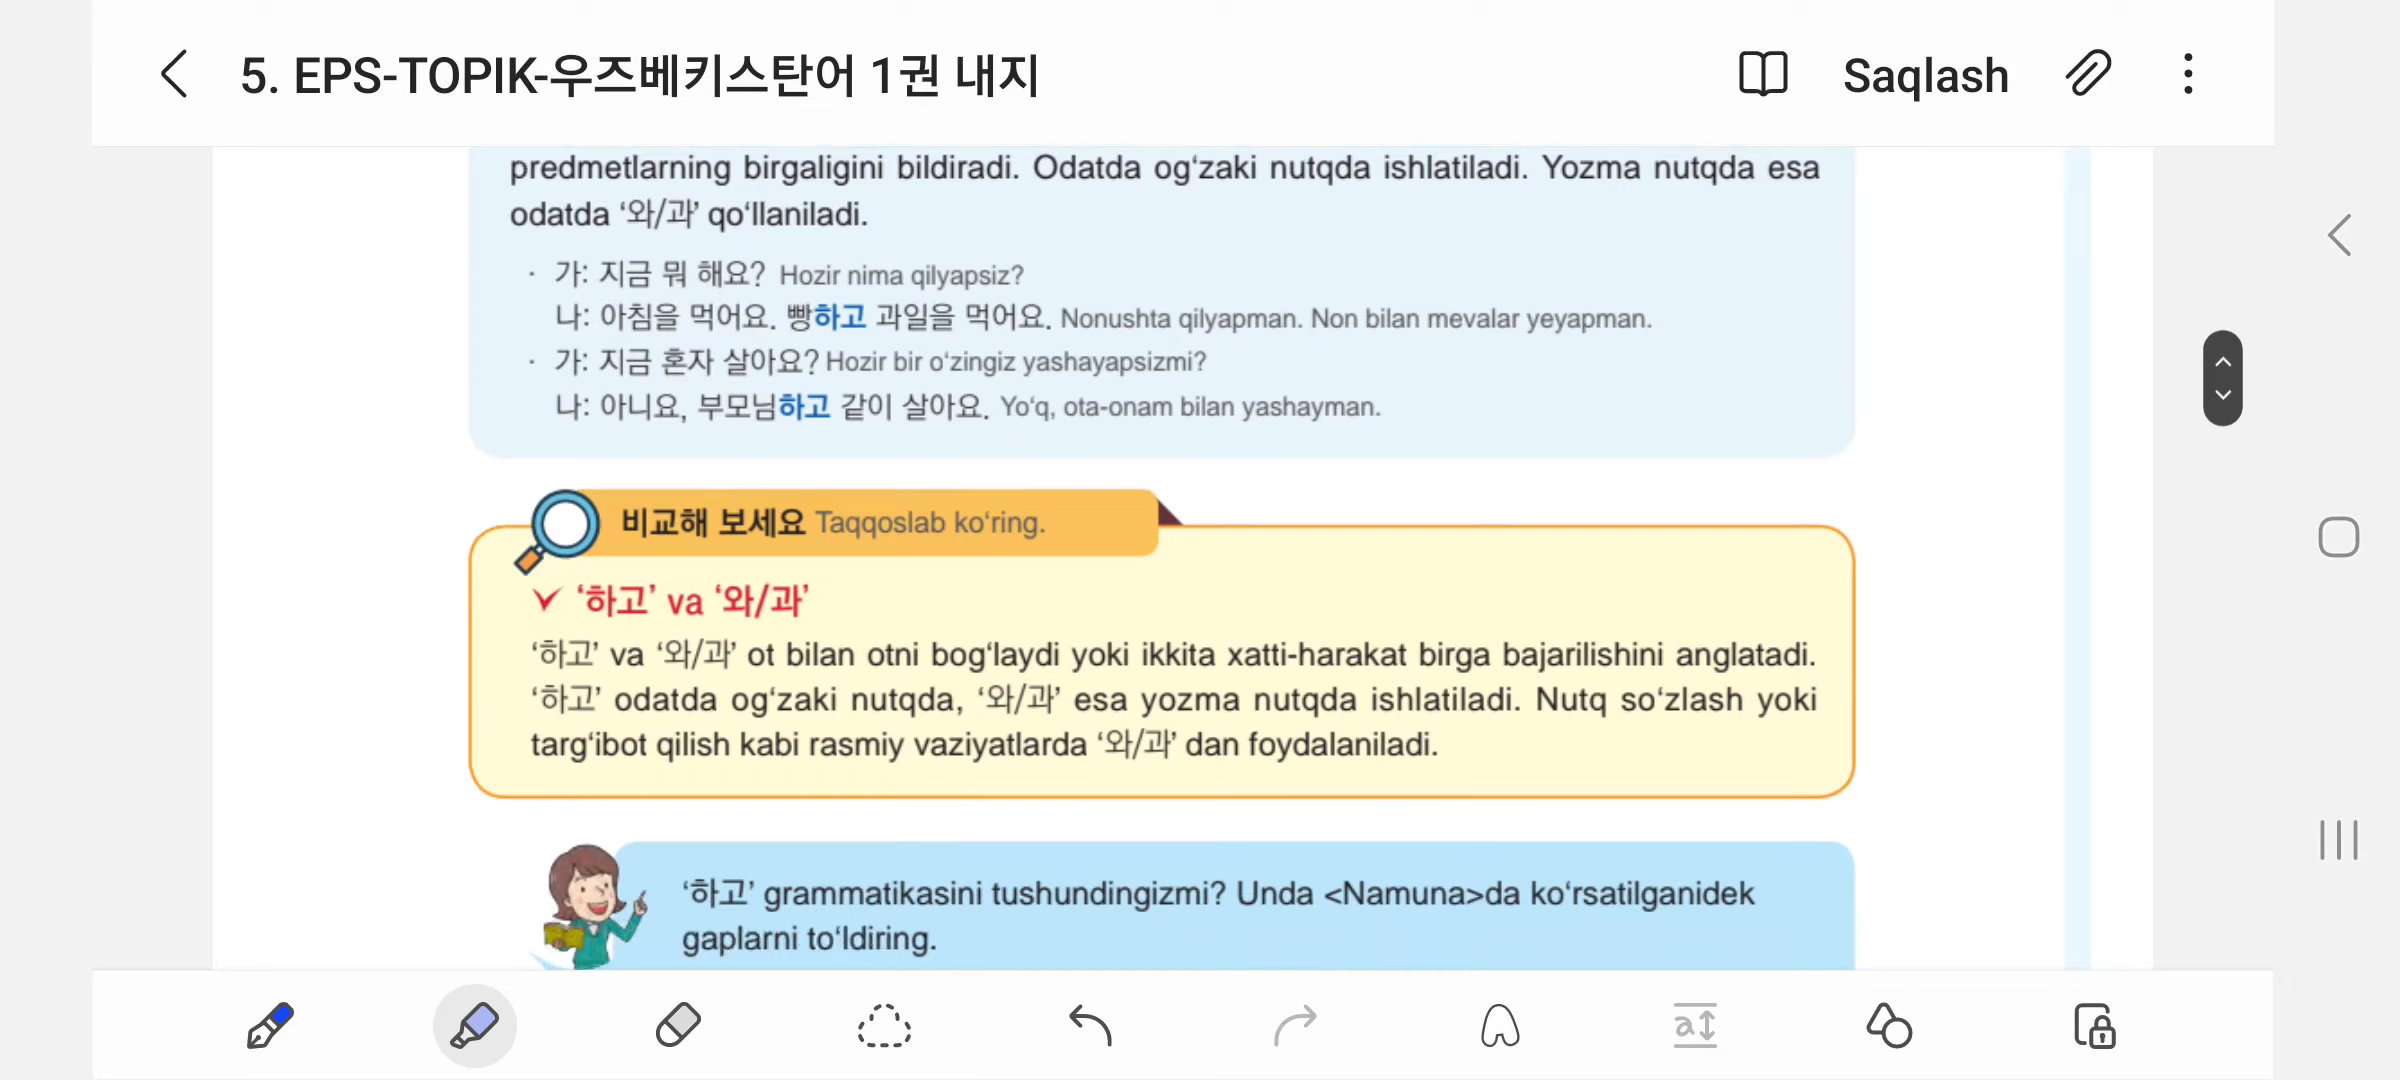 5. EPS-TOPIK-우즈베키스탄어 1권 내지
Saqlash
predmetlarning birgaligini bildiradi. Odatda og‘zaki nutqda ishlatiladi. Yozma nutqda esa
odatda ‘와/과’ qo‘llaniladi.
· 가: 지금 뭐 해요? Hozir nima qilyapsiz?
나: 아침을 먹어요. 빵하고 과일을 먹어요. Nonushta qilyapman. Non bilan mevalar yeyapman.
· 가: 지금 혼자 살아요? Hozir bir o‘zingiz yashayapsizmi?
나: 아니요, 부모님하고 같이 살아요. Yo‘q, ota-onam bilan yashayman.
비교해 보세요 Taqqoslab ko‘ring.
‘하고’ va ‘와/과’
‘하고’ va ‘와/과’ ot bilan otni bog‘laydi yoki ikkita xatti-harakat birga bajarilishini anglatadi.
‘하고’ odatda og‘zaki nutqda, ‘와/과’ esa yozma nutqda ishlatiladi. Nutq so‘zlash yoki
targ‘ibot qilish kabi rasmiy vaziyatlarda ‘와/과’ dan foydalaniladi.
‘하고’ grammatikasini tushundingizmi? Unda <Namuna>da ko‘rsatilganidek
gaplarni to‘ldiring.